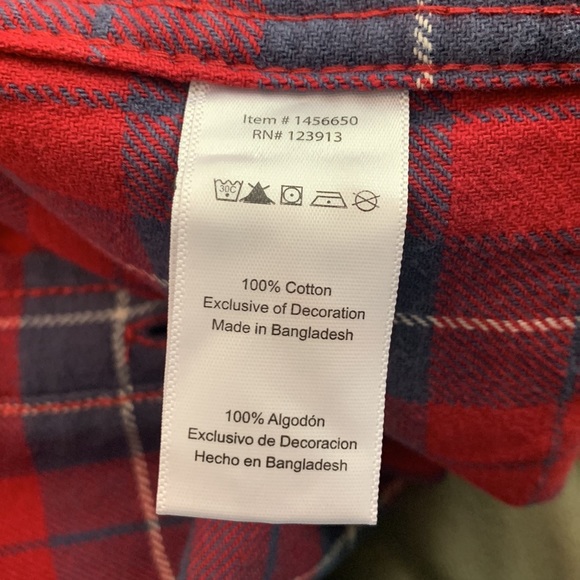 Item # 1456650
RN# 123913
30C
100% Cotton
Exclusive of Decoration
Made in Bangladesh
100% Algodón
Exclusivo de Decoracion
Hecho en Bangladesh